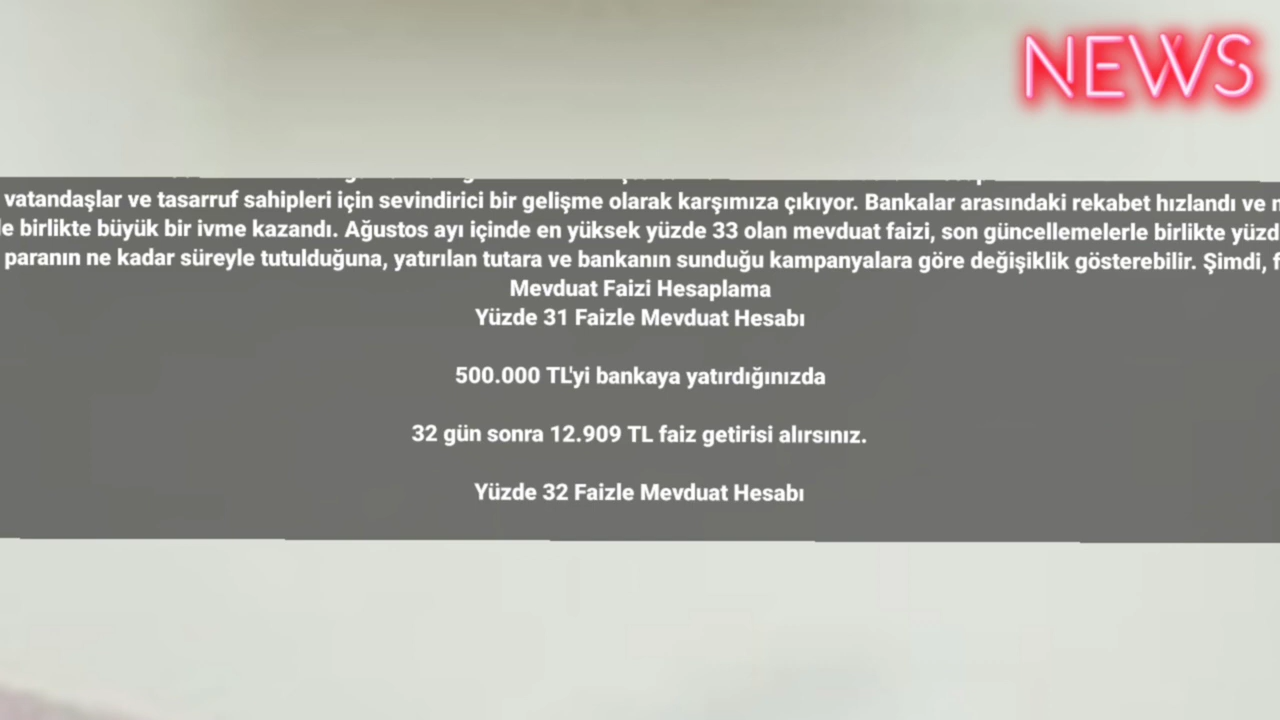 NEWS
vatandaşlar ve tasarruf sahipleri için sevindirici bir gelişme olarak karşımıza çıkıyor. Bankalar arasındaki rekabet hızlandı ve
birlikte büyük bir ivme kazandı. Ağustos ayı içinde en yüksek yüzde 33 olan mevduat faizi, son güncellemelerle birlikte
paranın ne kadar süreyle tutulduğuna, yatırılan tutara ve bankanın sunduğu kampanyalara göre değişiklik gösterebilir. Şimdi,
Mevduat Faizi Hesaplama
Yüzde 31 Faizle Mevduat Hesabı
500.000 TL'yi bankaya yatırdığınızda
32 gün sonra 12.909 TL faiz getirisi alırsınız.
Yüzde 32 Faizle Mevduat Hesabı